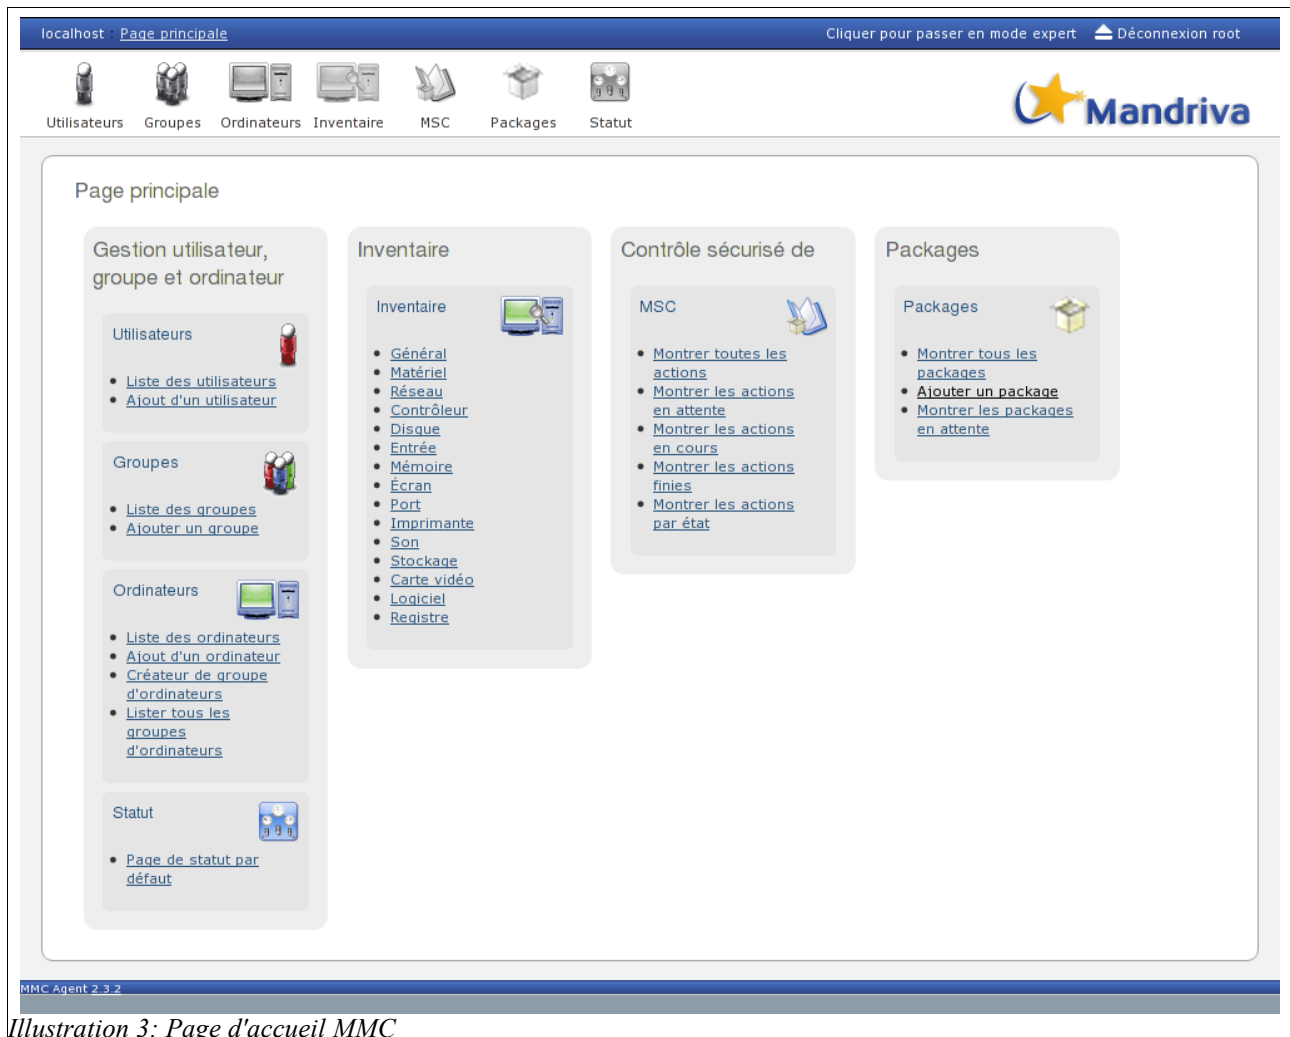 localhost : Page principale
Cliquer pour passer en mode expert
Déconnexion root
Utilisateurs
Groupes
Ordinateurs
Inventaire
MSC
Packages
Statut
Mandriva
Page principale
Gestion utilisateur,
groupe et ordinateur
Utilisateurs
Liste des utilisateurs
Ajout d'un utilisateur
Groupes
Liste des groupes
Ajouter un groupe
Ordinateurs
Liste des ordinateurs
Ajout d'un ordinateur
Créateur de groupe
d'ordinateurs
Lister tous les
groupes
d'ordinateurs
Statut
Page de statut par
défaut
Inventaire
Inventaire
Général
Matériel
Réseau
Contrôleur
Disque
Entrée
Mémoire
Écran
Port
Imprimante
Son
Stockage
Carte vidéo
Logiciel
Registre
Contrôle sécurisé de
MSC
Montrer toutes les
actions
Montrer les actions
en attente
Montrer les actions
en cours
Montrer les actions
finies
Montrer les actions
par état
Packages
Packages
Montrer tous les
packages
Ajouter un package
Montrer les packages
en attente
MMC Agent 2.3.2
Illustration 3: Page d'accueil MMC